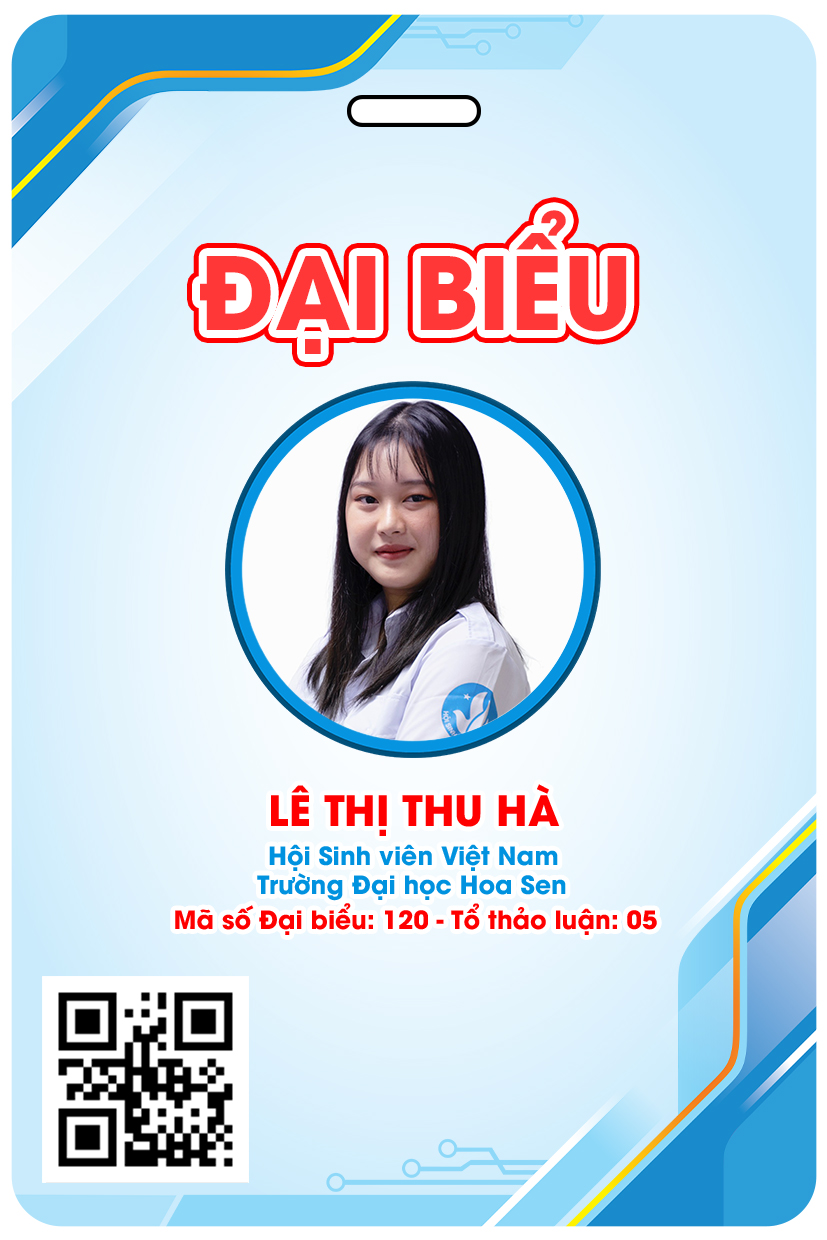 ĐẠI BIỂU
LÊ THỊ THU HÀ
Hội Sinh viên Việt Nam
Trường Đại học Hoa Sen
Mã số Đại biểu: 120 - Tổ thảo luận: 05